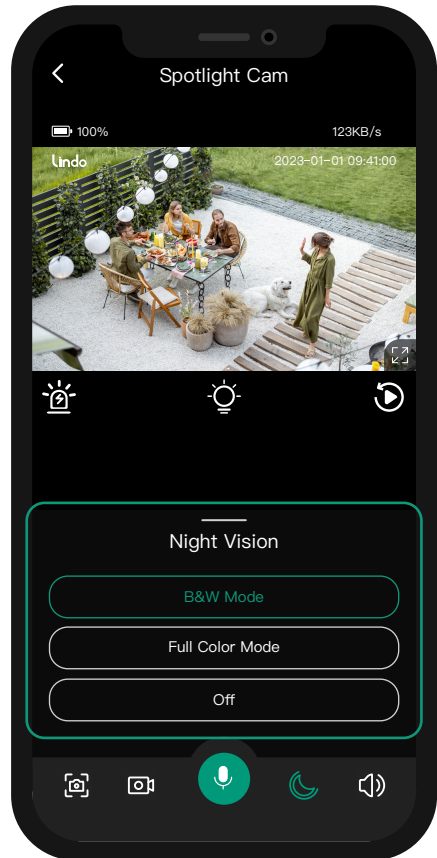 Spotlight Cam
100% 123KB/s
Lindo 2023-01-01 09:41:00
Night Vision
B&W Mode
Full Color Mode
Off